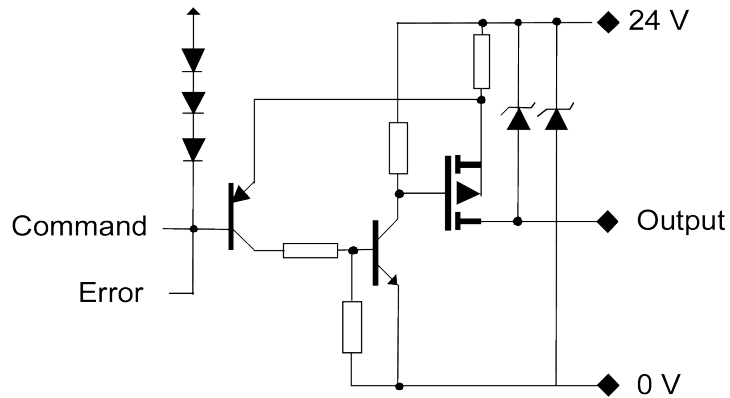 24 V
Command
Output
Error
0 V